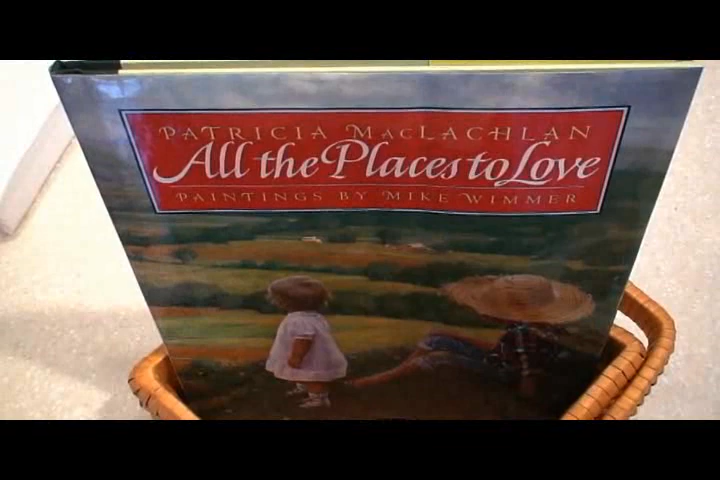 PATRICIA MACLACHLAN
All the Places to Love
PAINTINGS BY MIKE WIMMER